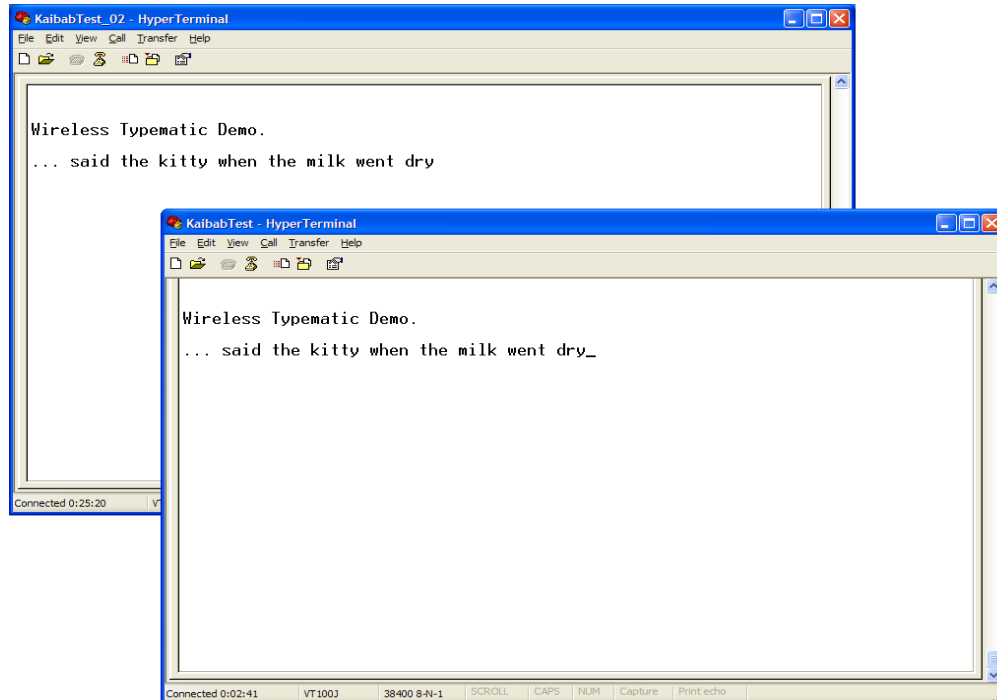 KaibabTest_02 - HyperTerminal
File Edit View Call Transfer Help
Wireless Typematic Demo.
... said the kitty when the milk went dry
Connected 0:25:20
KaibabTest - HyperTerminal
File Edit View Call Transfer Help
Wireless Typematic Demo.
... said the kitty when the milk went dry_
Connected 0:02:41 VT100J 38400 8-N-1 SCROLL CAPS NUM Capture Print echo